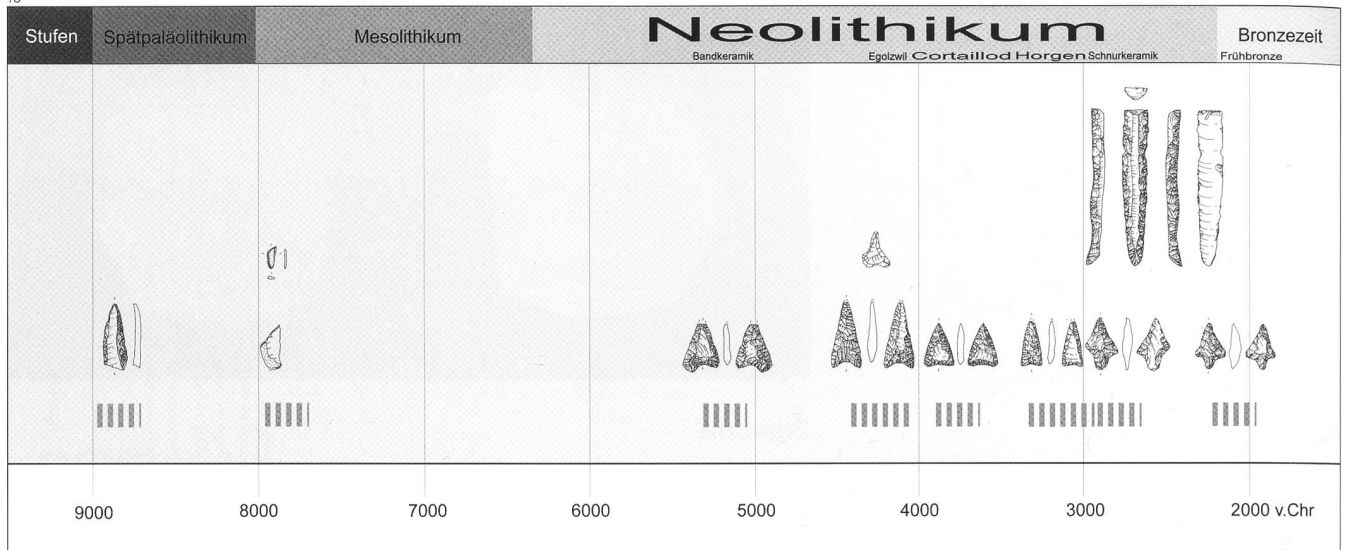 Stufen Spätpaläolithikum Mesolithikum Neolithikum Bronzezeit
Bandkeramik Egolzwil Cortaillod Horgen Schnurkeramik Frühbronze
9000 8000 7000 6000 5000 4000 3000 2000 v.Chr